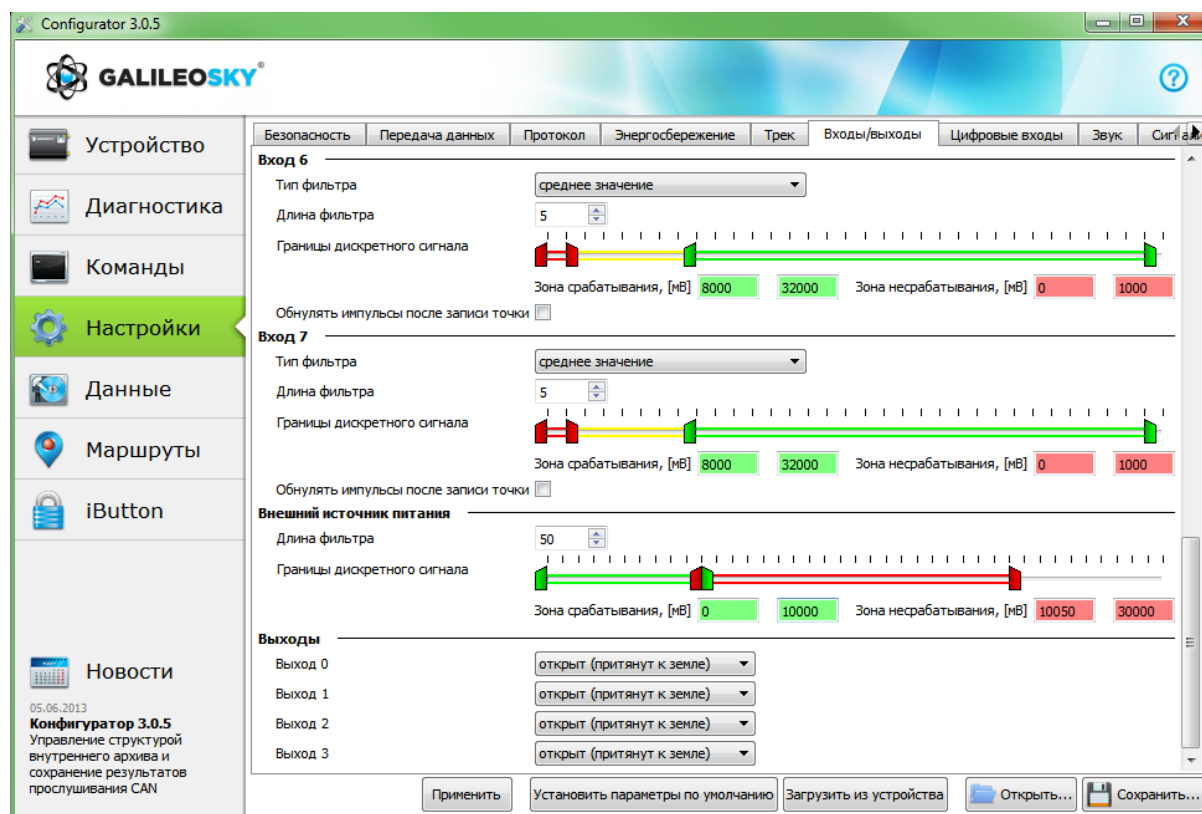 Configurator 3.0.5
GALILEOSKY®
?
Устройство
Диагностика
Команды
Настройки
Данные
Маршруты
iButton
Новости
05.06.2013
Конфигуратор 3.0.5
Управление структурой
внутреннего архива и
сохранение результатов
прослушивания CAN
Безопасность Передача данных Протокол Энергосбережение Трек Входы/выходы Цифровые входы Звук
Вход 6
Тип фильтра среднее значение
Длина фильтра 5
Границы дискретного сигнала
Зона срабатывания, [мВ] 8000 32000 Зона несрабатывания, [мВ] 0 1000
Обнулять импульсы после записи точки
Вход 7
Тип фильтра среднее значение
Длина фильтра 5
Границы дискретного сигнала
Зона срабатывания, [мВ] 8000 32000 Зона несрабатывания, [мВ] 0 1000
Обнулять импульсы после записи точки
Внешний источник питания
Длина фильтра 50
Границы дискретного сигнала
Зона срабатывания, [мВ] 0 10000 Зона несрабатывания, [мВ] 10050 30000
Выходы
Выход 0 открыт (притянут к земле)
Выход 1 открыт (притянут к земле)
Выход 2 открыт (притянут к земле)
Выход 3 открыт (притянут к земле)
Применить Установить параметры по умолчанию Загрузить из устройства Открыть... Сохранить...